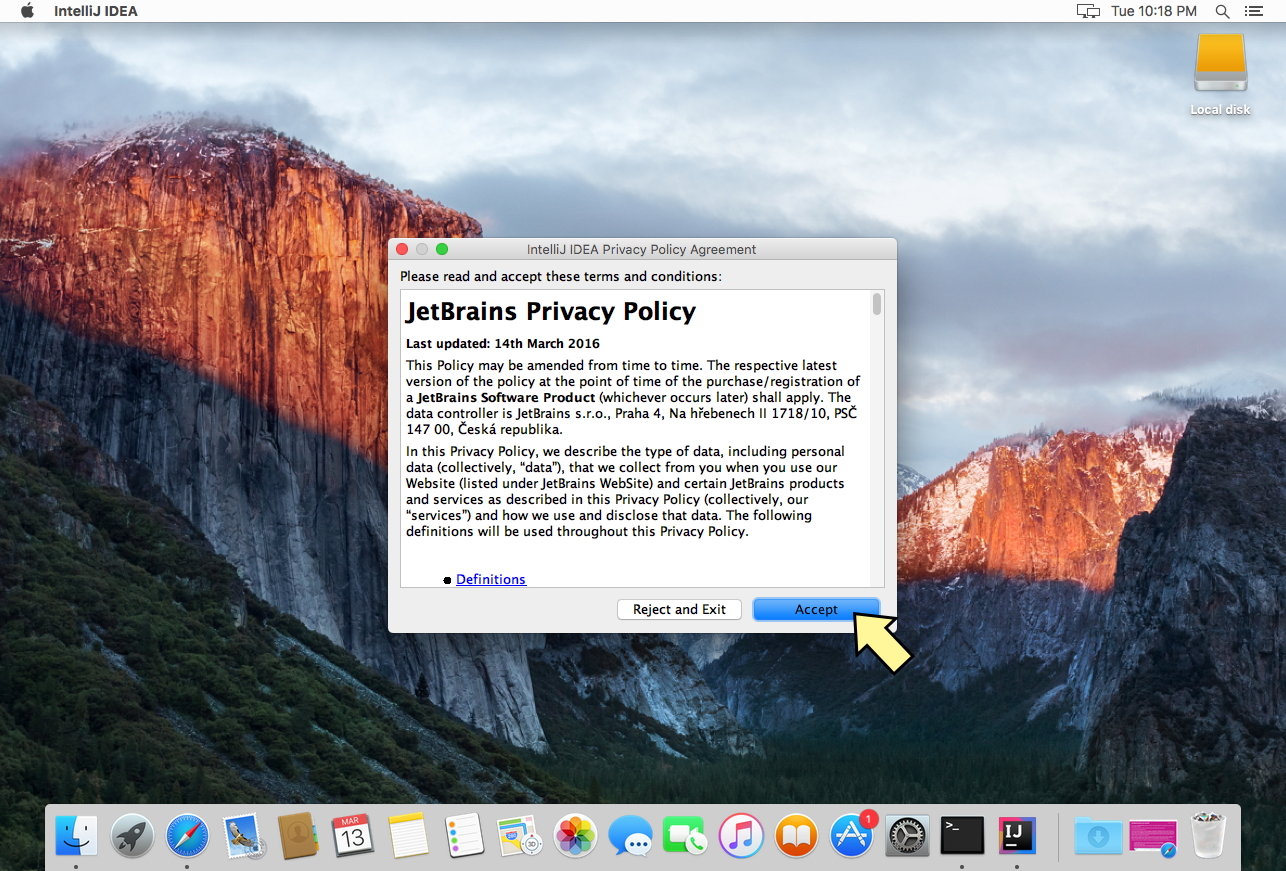 IntelliJ IDEA
Tue 10:18 PM
Local disk
IntelliJ IDEA Privacy Policy Agreement
Please read and accept these terms and conditions:
JetBrains Privacy Policy
Last updated: 14th March 2016
This Policy may be amended from time to time. The respective latest
version of the policy at the point of time of the purchase/registration of
a JetBrains Software Product (whichever occurs later) shall apply. The
data controller is JetBrains s.r.o., Praha 4, Na hřebenech II 1718/10, PSČ
147 00, Česká republika.
In this Privacy Policy, we describe the type of data, including personal
data (collectively, “data”), that we collect from you when you use our
Website (listed under JetBrains WebSite) and certain JetBrains products
and services as described in this Privacy Policy (collectively, our
“services”) and how we use and disclose that data. The following
definitions will be used throughout this Privacy Policy.
● Definitions
Reject and Exit
Accept
MAR
13
3D
1
>_
IJ